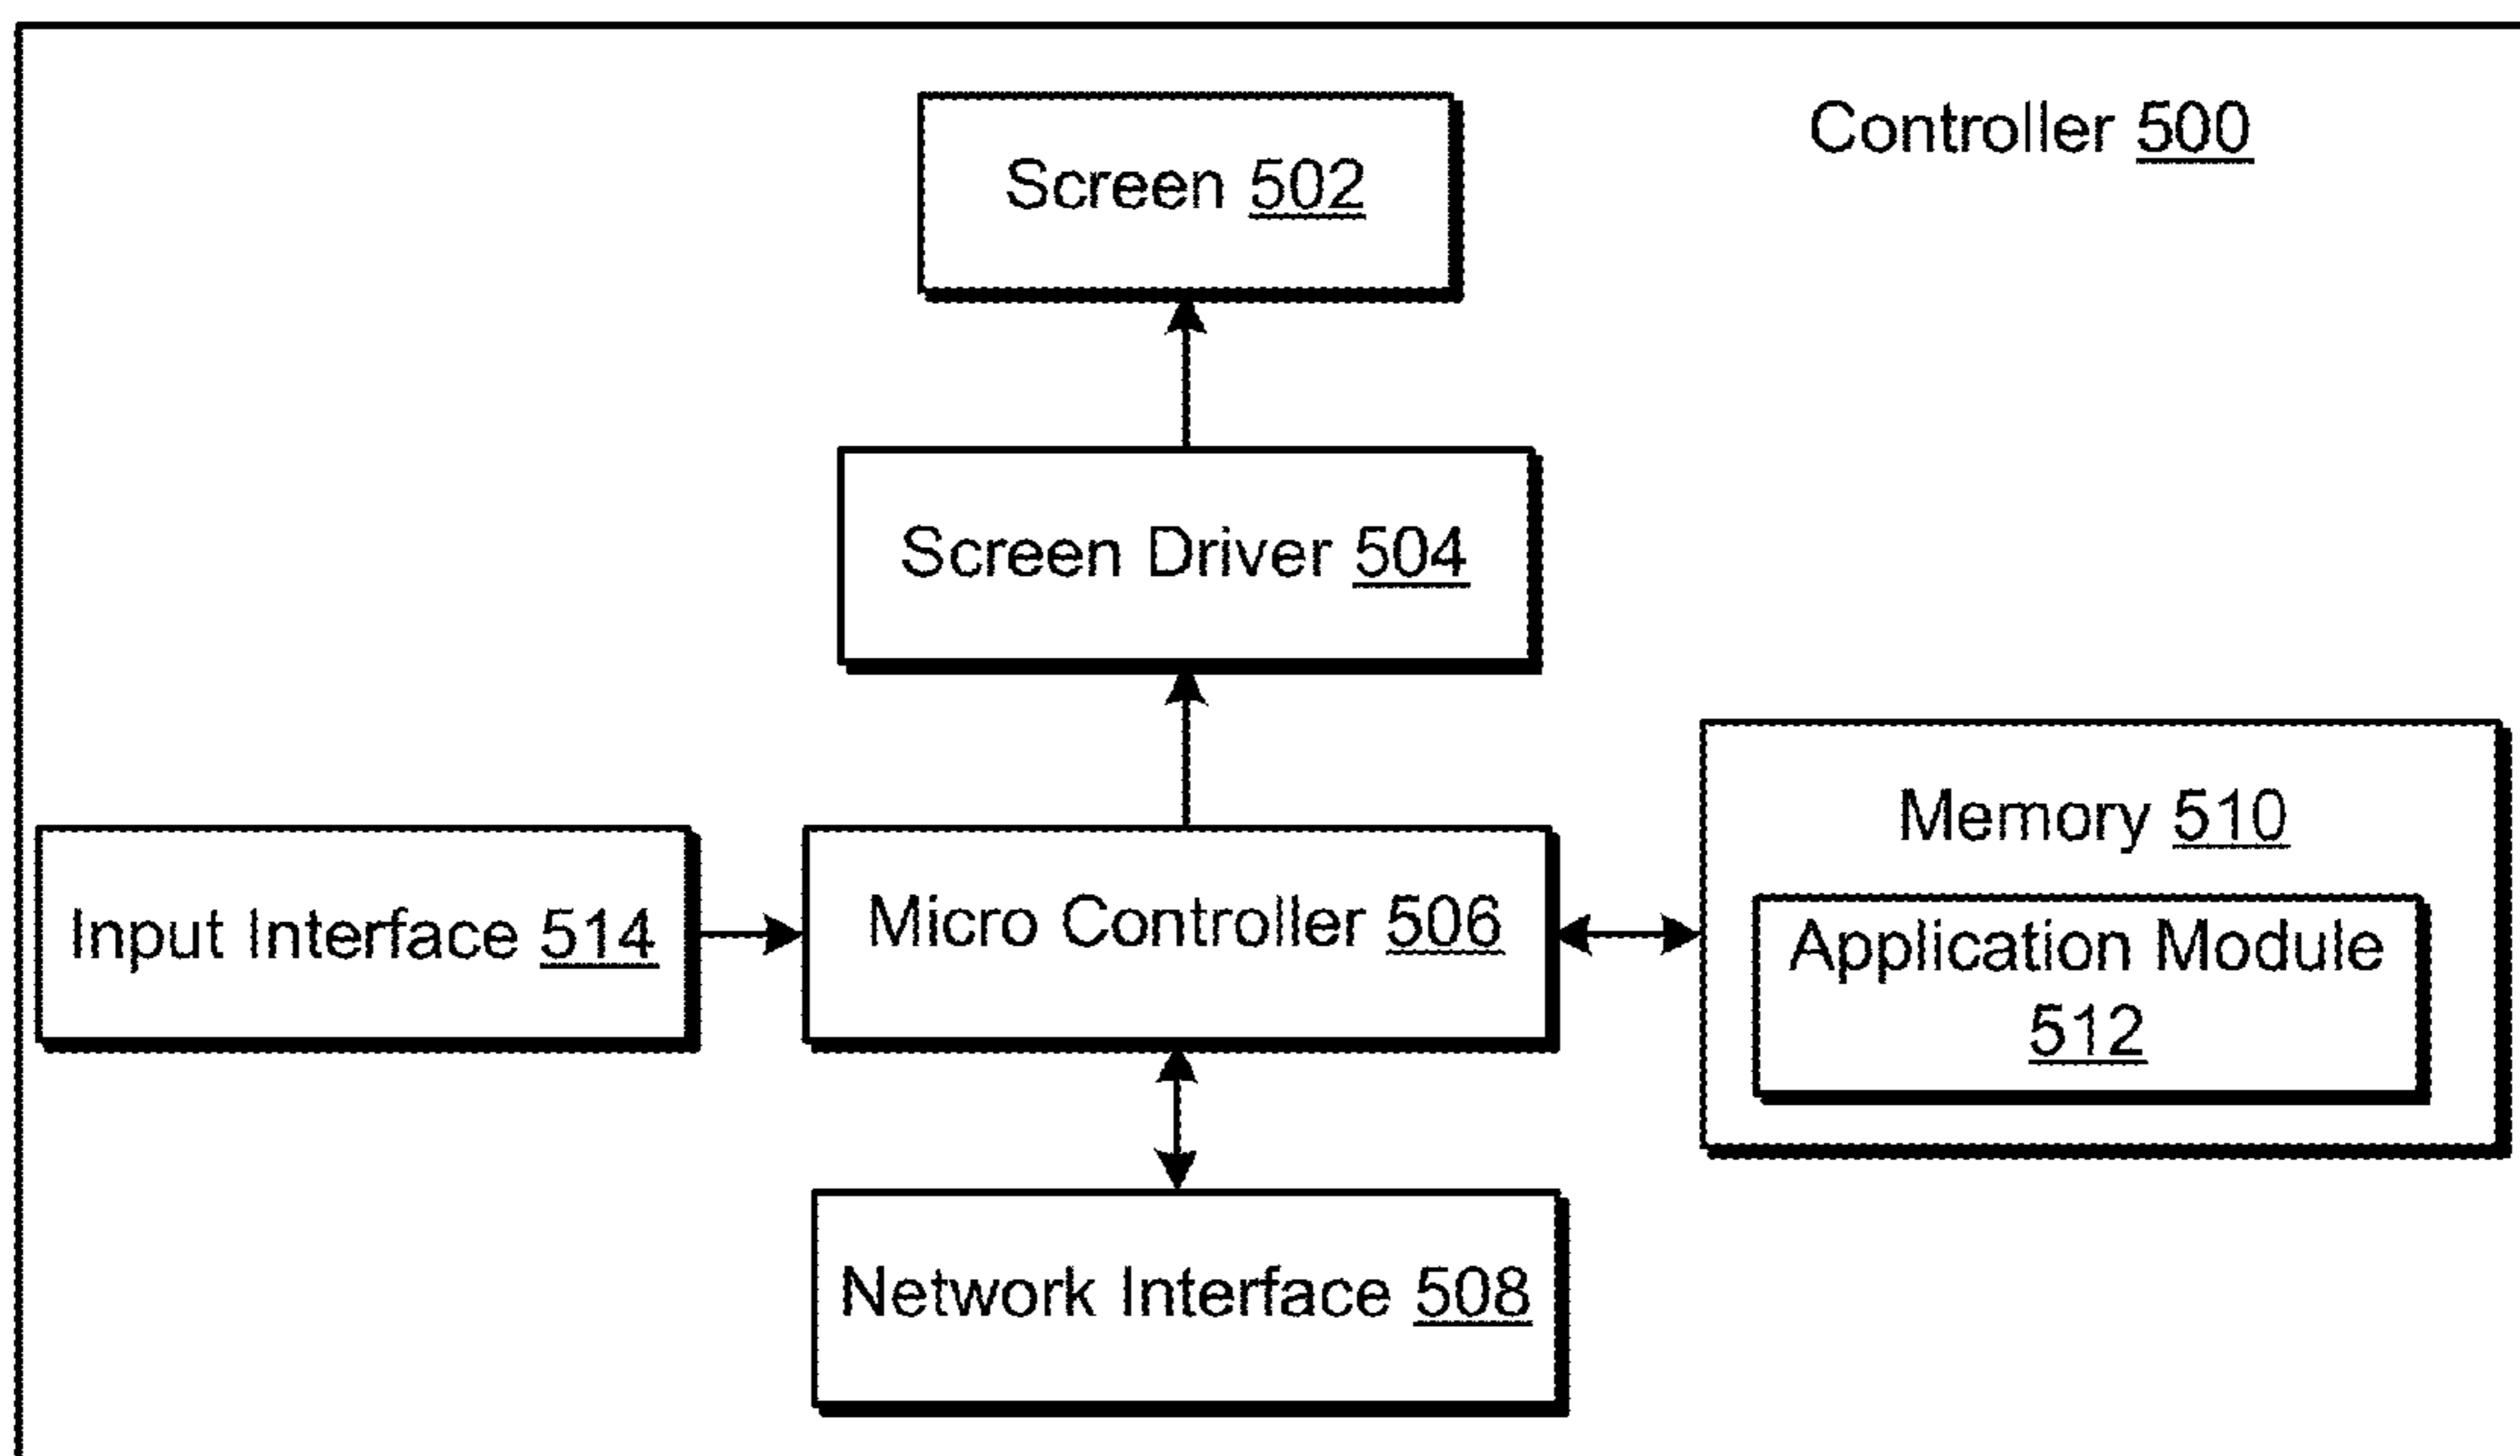 Controller 500
Screen 502
Screen Driver 504
Memory 510
Input Interface 514
Micro Controller 506
Application Module
512
Network Interface 508